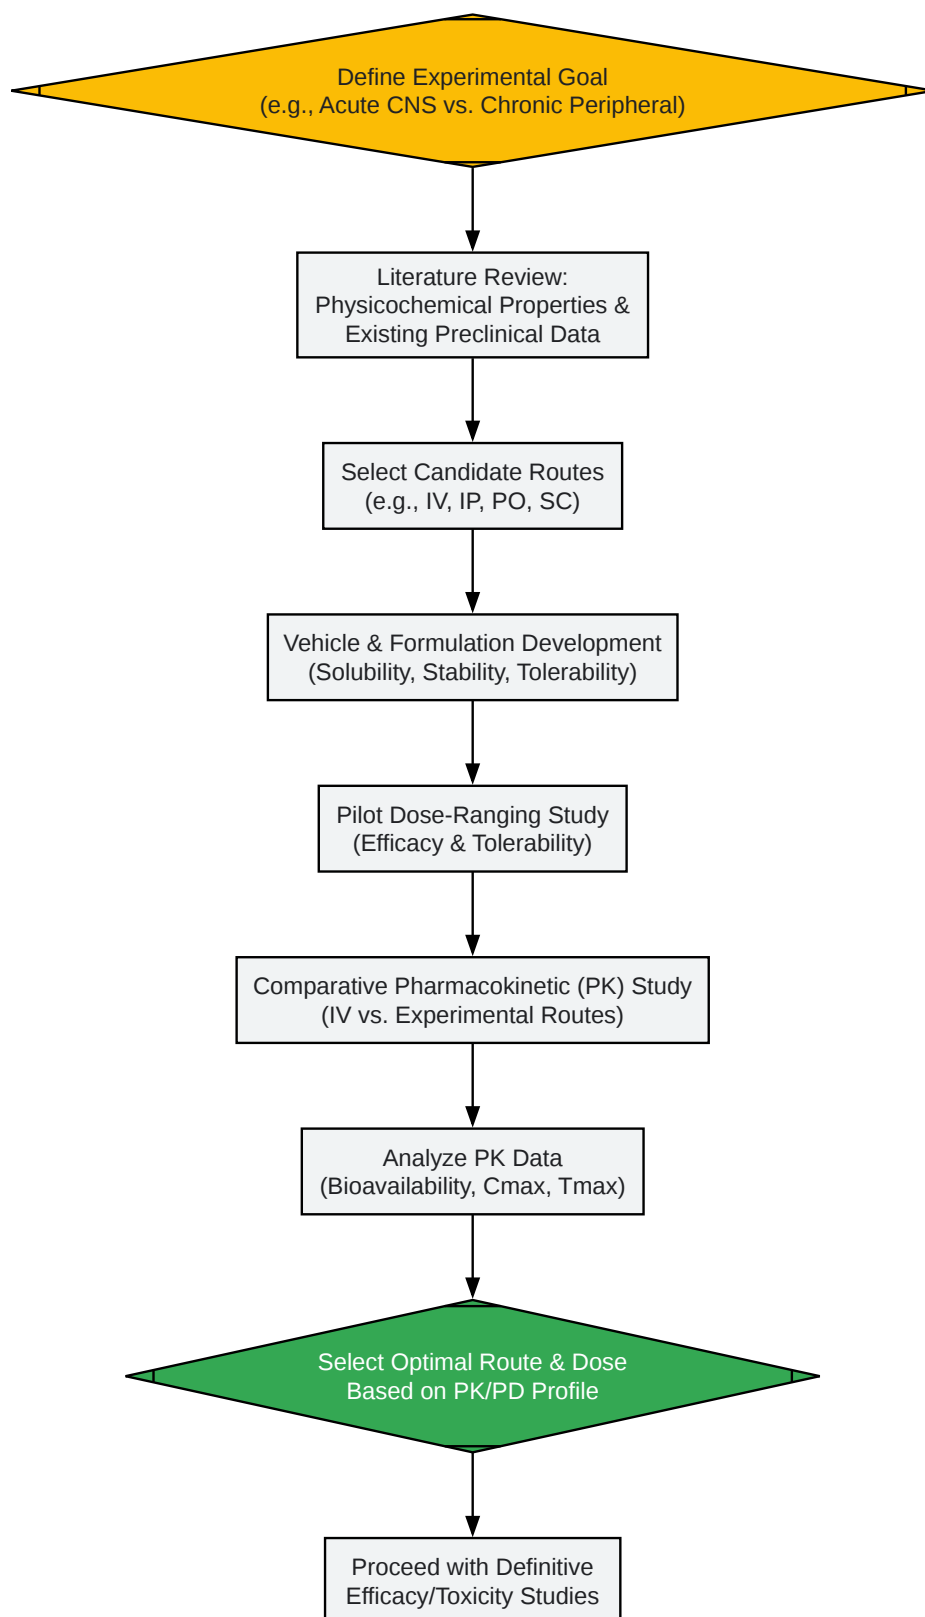 Define Experimental Goal
(e.g., Acute CNS vs. Chronic Peripheral)
Literature Review:
Physicochemical Properties &
Existing Preclinical Data
Select Candidate Routes
(e.g., IV, IP, PO, SC)
Vehicle & Formulation Development
(Solubility, Stability, Tolerability)
Pilot Dose-Ranging Study
(Efficacy & Tolerability)
Comparative Pharmacokinetic (PK) Study
(IV vs. Experimental Routes)
Analyze PK Data
(Bioavailability, Cmax, Tmax)
Select Optimal Route & Dose
Based on PK/PD Profile
Proceed with Definitive
Efficacy/Toxicity Studies